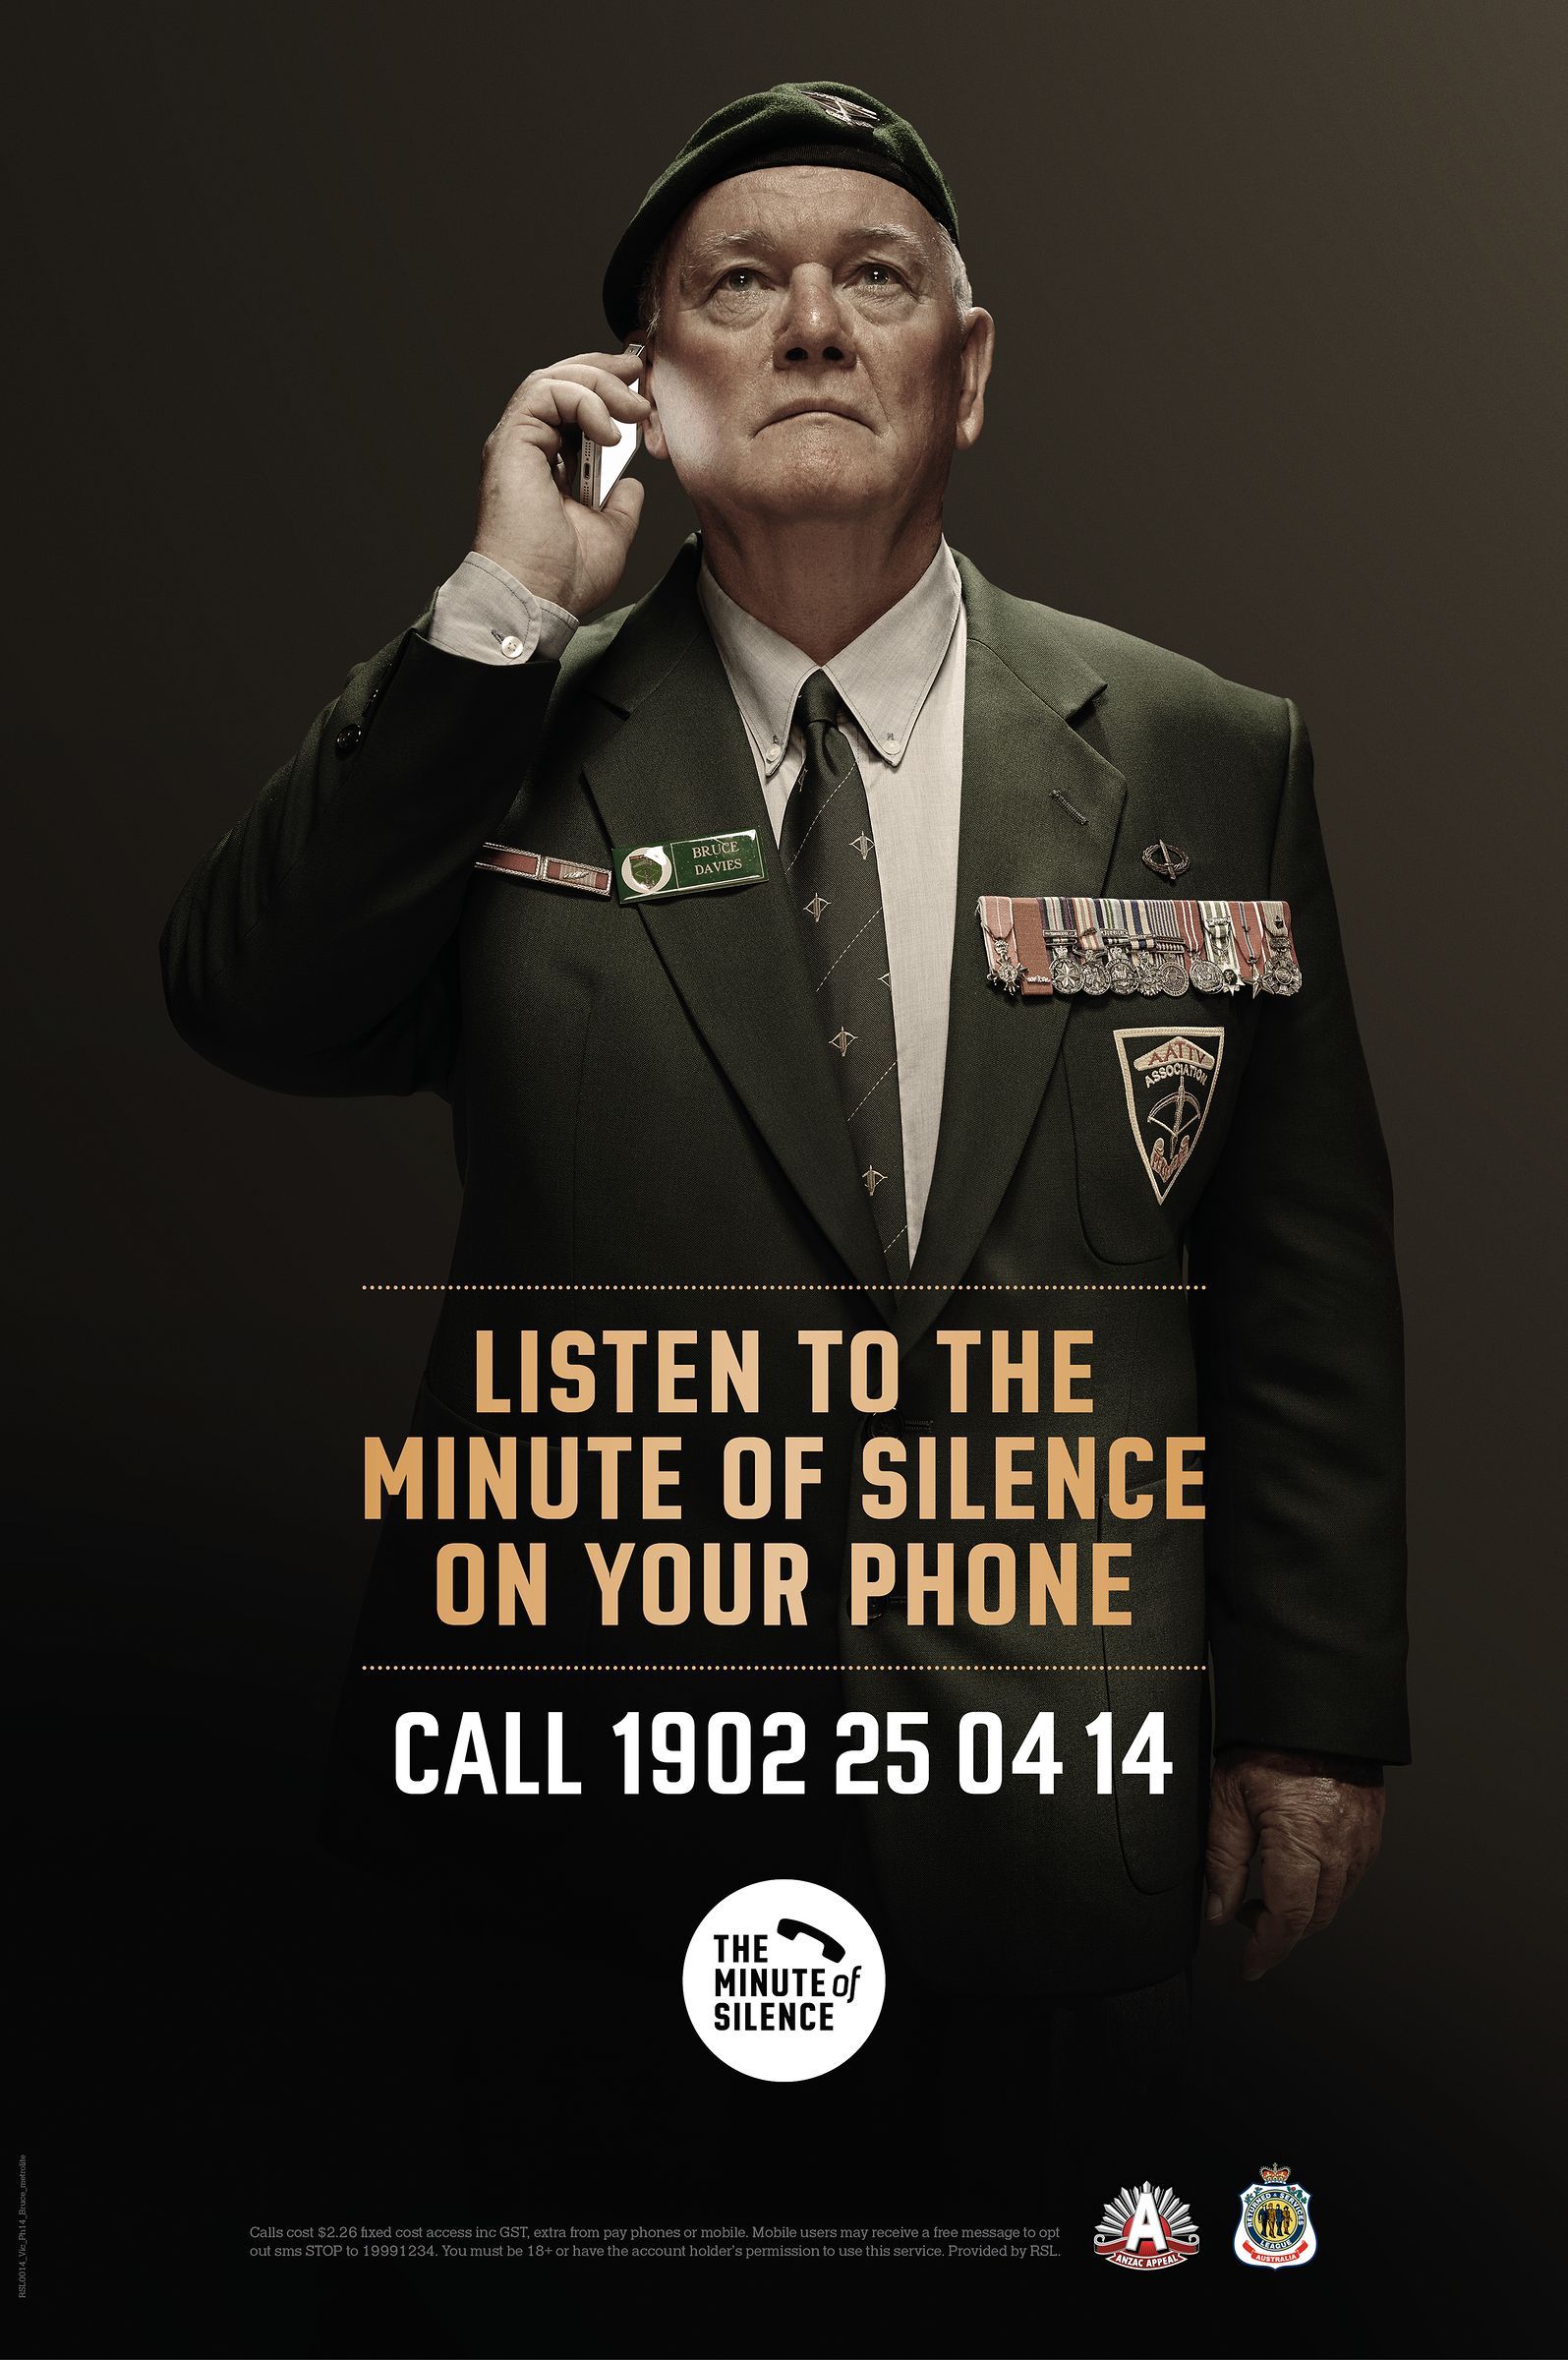 BRUCE
DAVIES
AATTV
ASSOCIATION
LISTEN TO THE
MINUTE OF SILENCE
ON YOUR PHONE
CALL 1902 25 04 14
THE
MINUTE of
SILENCE
Calls cost $2.26 fixed cost access inc GST, extra from pay phones or mobile. Mobile users may receive a free message to opt
out sms STOP to 19991234. You must be 18+ or have the account holder's permission to use this service. Provided by RSL.
A
ANZAC APPEAL
RETURNED & SERVICES
LEAGUE
AUSTRALIA
RSL0014_Vic_Ph14_Bruce_metrolite